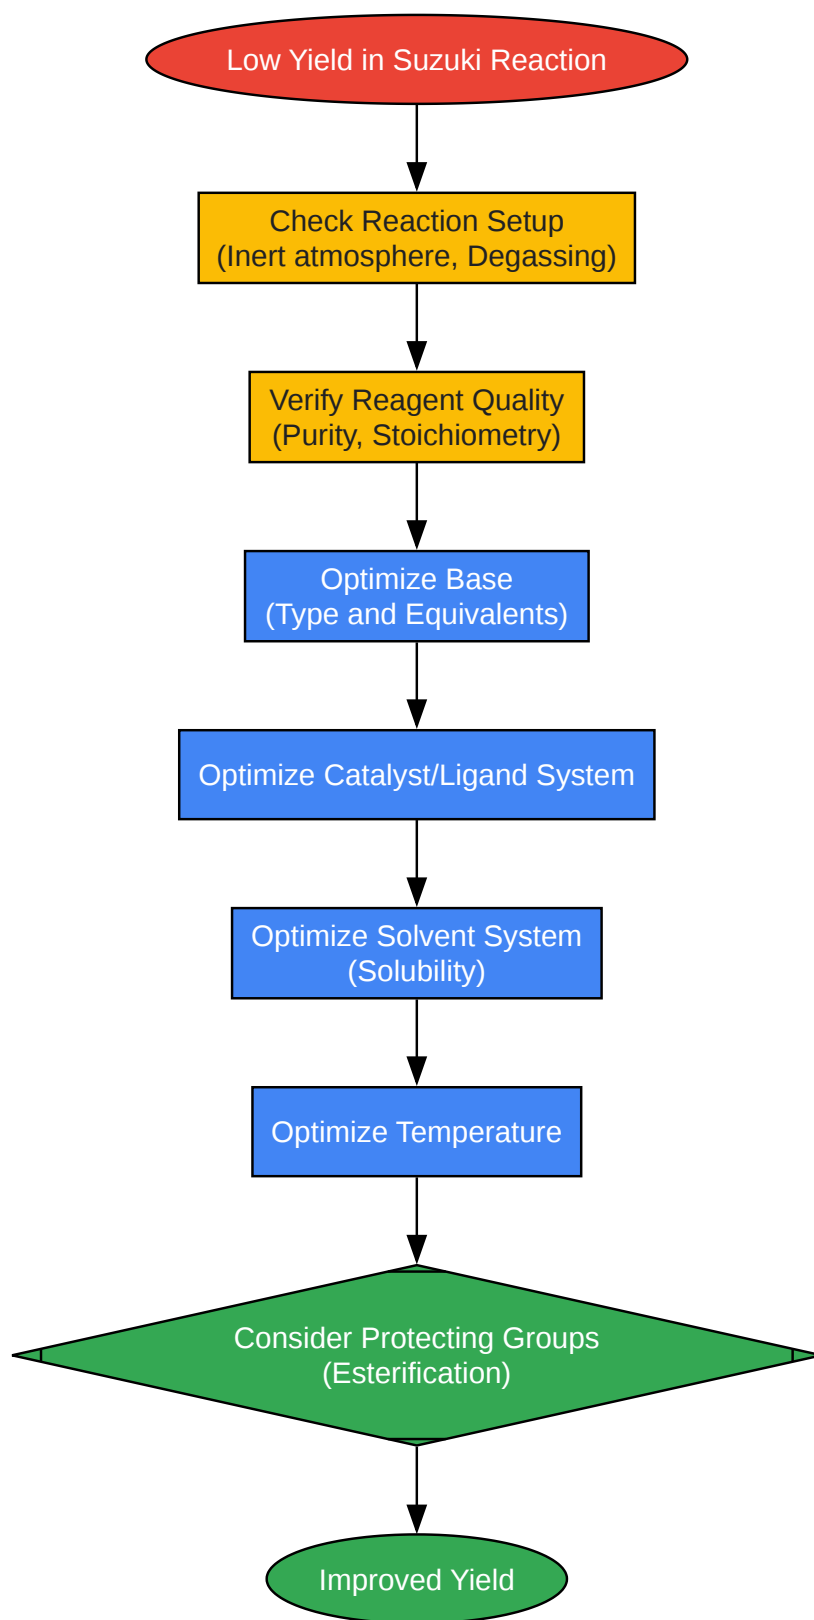 Low Yield in Suzuki Reaction
Check Reaction Setup
(Inert atmosphere, Degassing)
Verify Reagent Quality
(Purity, Stoichiometry)
Optimize Base
(Type and Equivalents)
Optimize Catalyst/Ligand System
Optimize Solvent System
(Solubility)
Optimize Temperature
Consider Protecting Groups
(Esterification)
Improved Yield